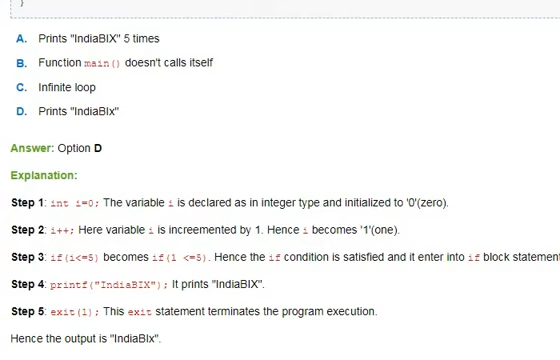 }
A. Prints "IndiaBIX" 5 times
B. Function main() doesn't calls itself
C. Infinite loop
D. Prints "IndiaBIx"
Answer: Option D
Explanation:
Step 1: int i=0; The variable i is declared as in integer type and initialized to '0'(zero).
Step 2: i++; Here variable i is increemented by 1. Hence i becomes '1'(one).
Step 3: if(i<=5) becomes if(1 <=5). Hence the if condition is satisfied and it enter into if block statement
Step 4: printf("IndiaBIX"); It prints "IndiaBIX".
Step 5: exit(1); This exit statement terminates the program execution.
Hence the output is "IndiaBIx".